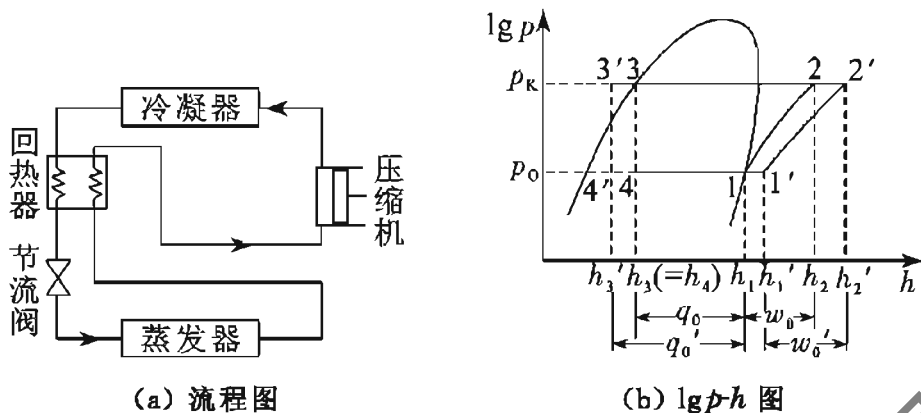 冷凝器
回热器
压缩机
节流阀
蒸发器
(a) 流程图
lg p
p_K
p_0
3′ 3 2 2′
4′ 4 1 1′
h_3′ h_3(=h_4) h_1 h_1′ h_2 h_2′ h
q_0 w_0
q_0′ w_0′
(b) lg p-h 图